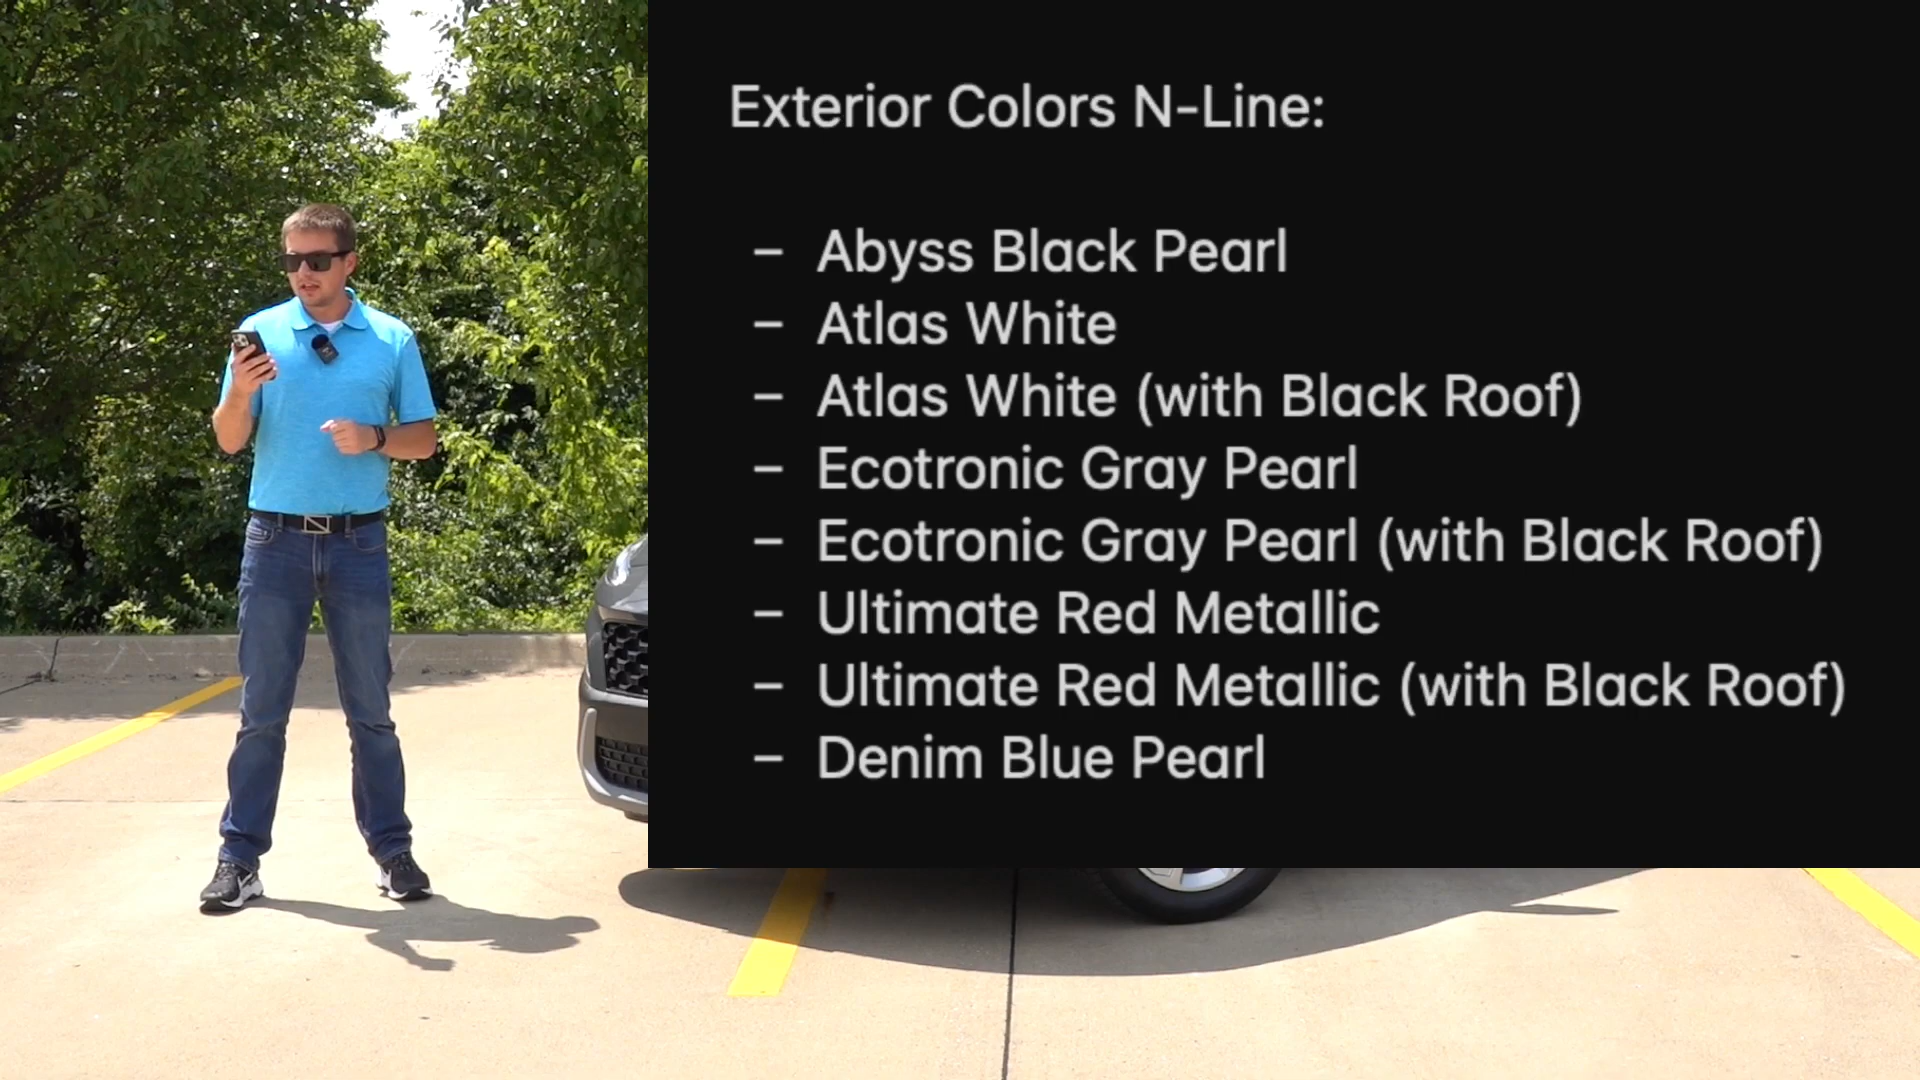 Exterior Colors N-Line:
– Abyss Black Pearl
– Atlas White
– Atlas White (with Black Roof)
– Ecotronic Gray Pearl
– Ecotronic Gray Pearl (with Black Roof)
– Ultimate Red Metallic
– Ultimate Red Metallic (with Black Roof)
– Denim Blue Pearl